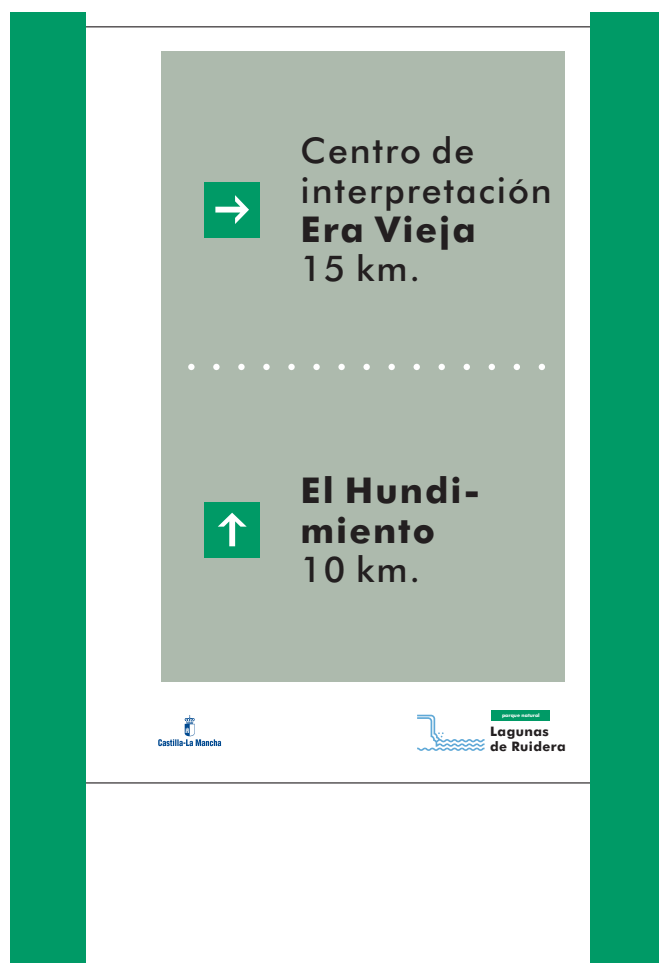 →
Centro de
interpretación
Era Vieja
15 km.
↑
El Hundi-
miento
10 km.
Castilla-La Mancha
parque natural
Lagunas
de Ruidera